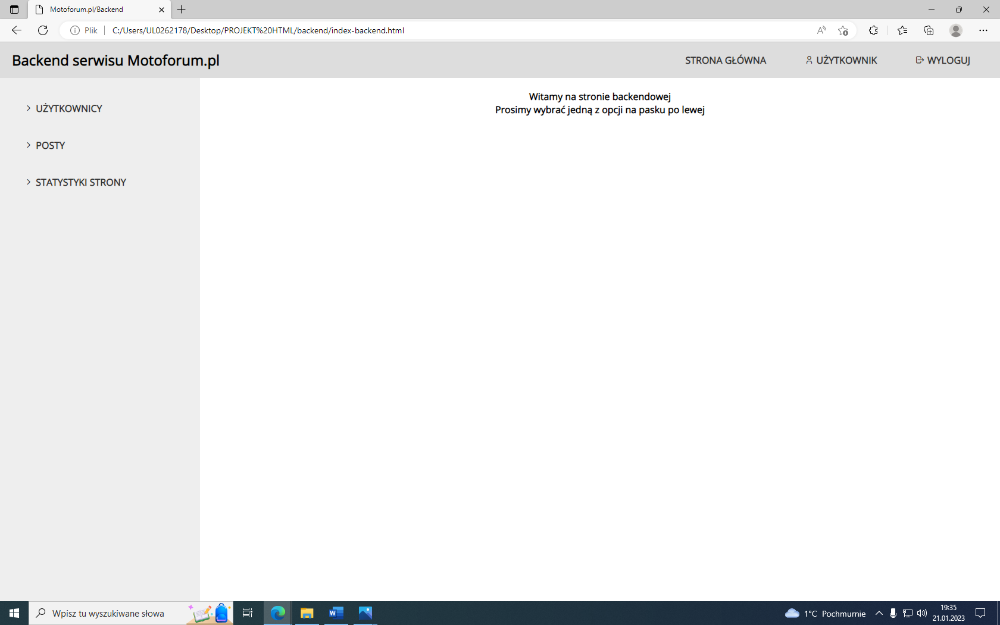 Motoforum.pl/Backend
Plik
C:/Users/UL0262178/Desktop/PROJEKT%20HTML/backend/index-backend.html
Backend serwisu Motoforum.pl
STRONA GŁÓWNA
UŻYTKOWNIK
WYLOGUJ
UŻYTKOWNICY
POSTY
STATYSTYKI STRONY
Witamy na stronie backendowej
Prosimy wybrać jedną z opcji na pasku po lewej
Wpisz tu wyszukiwane słowa
1°C Pochmurnie
19:35
21.01.2023